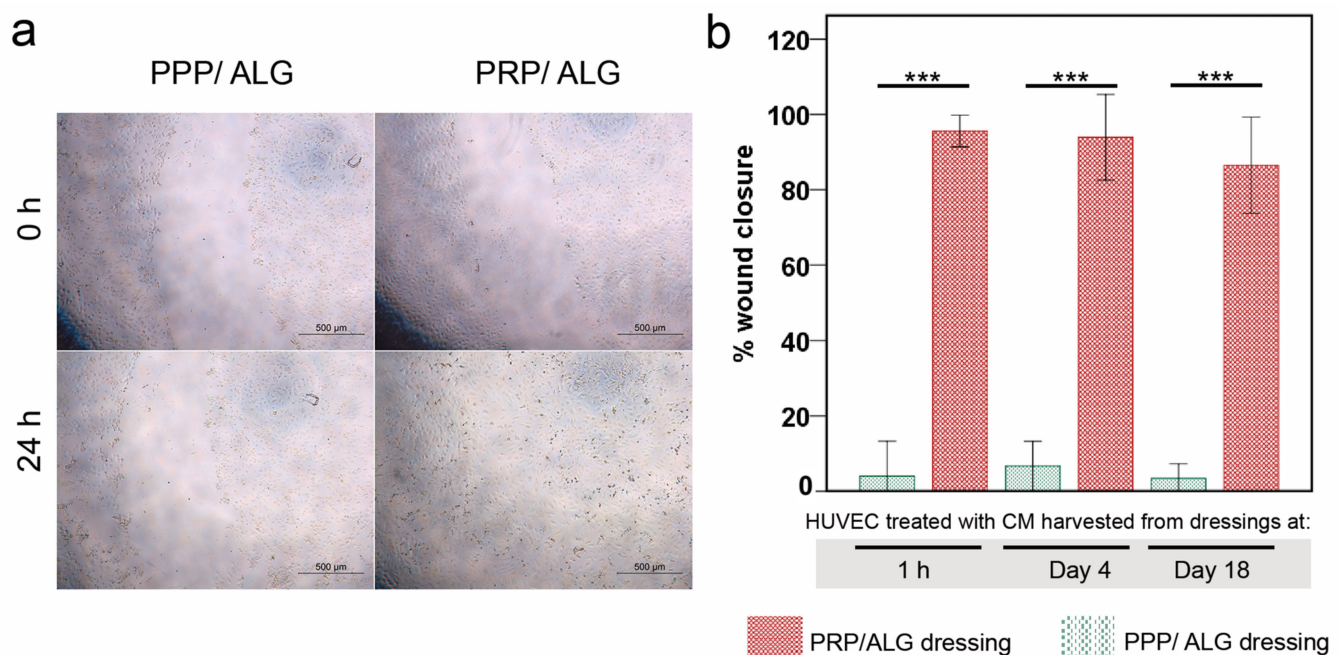 a
PPP/ ALG
PRP/ ALG
0 h
500 µm
500 µm
24 h
500 µm
500 µm
b
% wound closure
120
100
80
60
40
20
0
***
***
***
HUVEC treated with CM harvested from dressings at:
1 h
Day 4
Day 18
PRP/ALG dressing
PPP/ ALG dressing